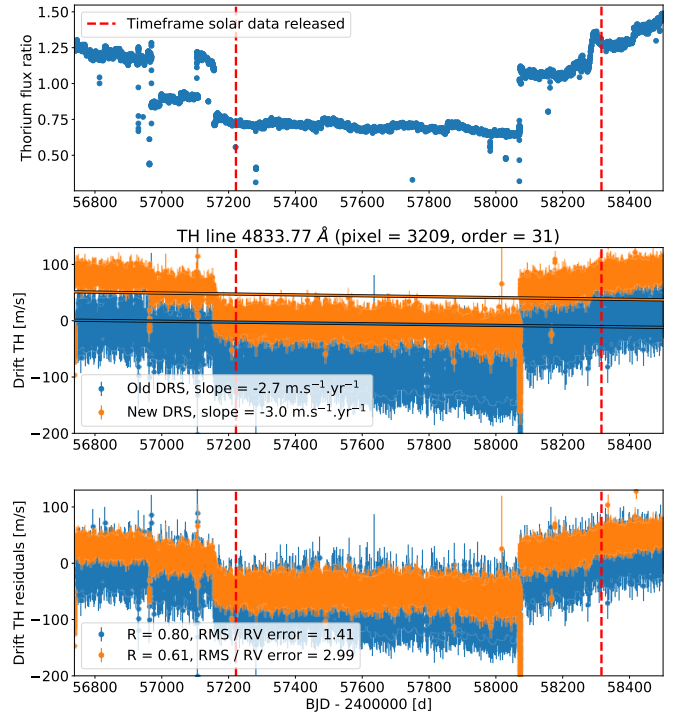 1.50
1.25
1.00
0.75
0.50
Thorium flux ratio
Timeframe solar data released
56800 57000 57200 57400 57600 57800 58000 58200 58400
TH line 4833.77 Å (pixel = 3209, order = 31)
100
0
−100
−200
Drift TH [m/s]
Old DRS, slope = -2.7 m.s⁻¹.yr⁻¹
New DRS, slope = -3.0 m.s⁻¹.yr⁻¹
56800 57000 57200 57400 57600 57800 58000 58200 58400
100
0
−100
−200
Drift TH residuals [m/s]
R = 0.80, RMS / RV error = 1.41
R = 0.61, RMS / RV error = 2.99
56800 57000 57200 57400 57600 57800 58000 58200 58400
BJD - 2400000 [d]